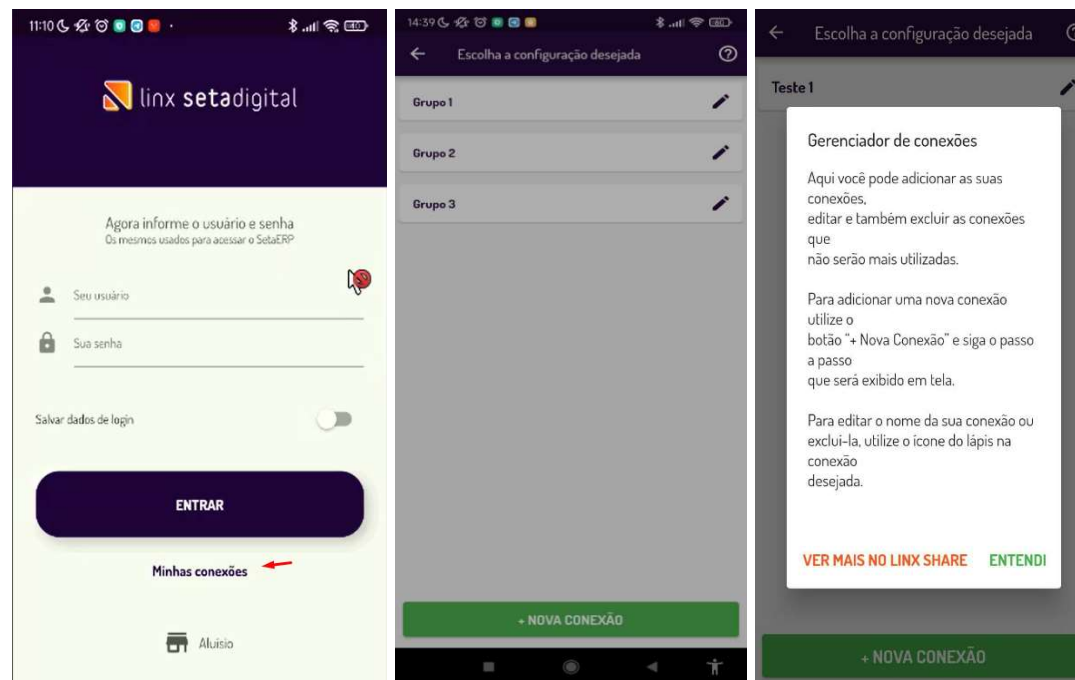 11:10
linx setadigital
Agora informe o usuário e senha
Os mesmos usados para acessar o SetaERP
Seu usuário
Sua senha
Salvar dados de login
ENTRAR
Minhas conexões
Aluisio
14:39
Escolha a configuração desejada
Grupo 1
Grupo 2
Grupo 3
+ NOVA CONEXÃO
Escolha a configuração desejada
Teste 1
Gerenciador de conexões
Aqui você pode adicionar as suas
conexões,
editar e também excluir as conexões
que
não serão mais utilizadas.
Para adicionar uma nova conexão
utilize o
botão "+ Nova Conexão" e siga o passo
a passo
que será exibido em tela.
Para editar o nome da sua conexão ou
excluí-la, utilize o ícone do lápis na
conexão
desejada.
VER MAIS NO LINX SHARE ENTENDI
+ NOVA CONEXÃO